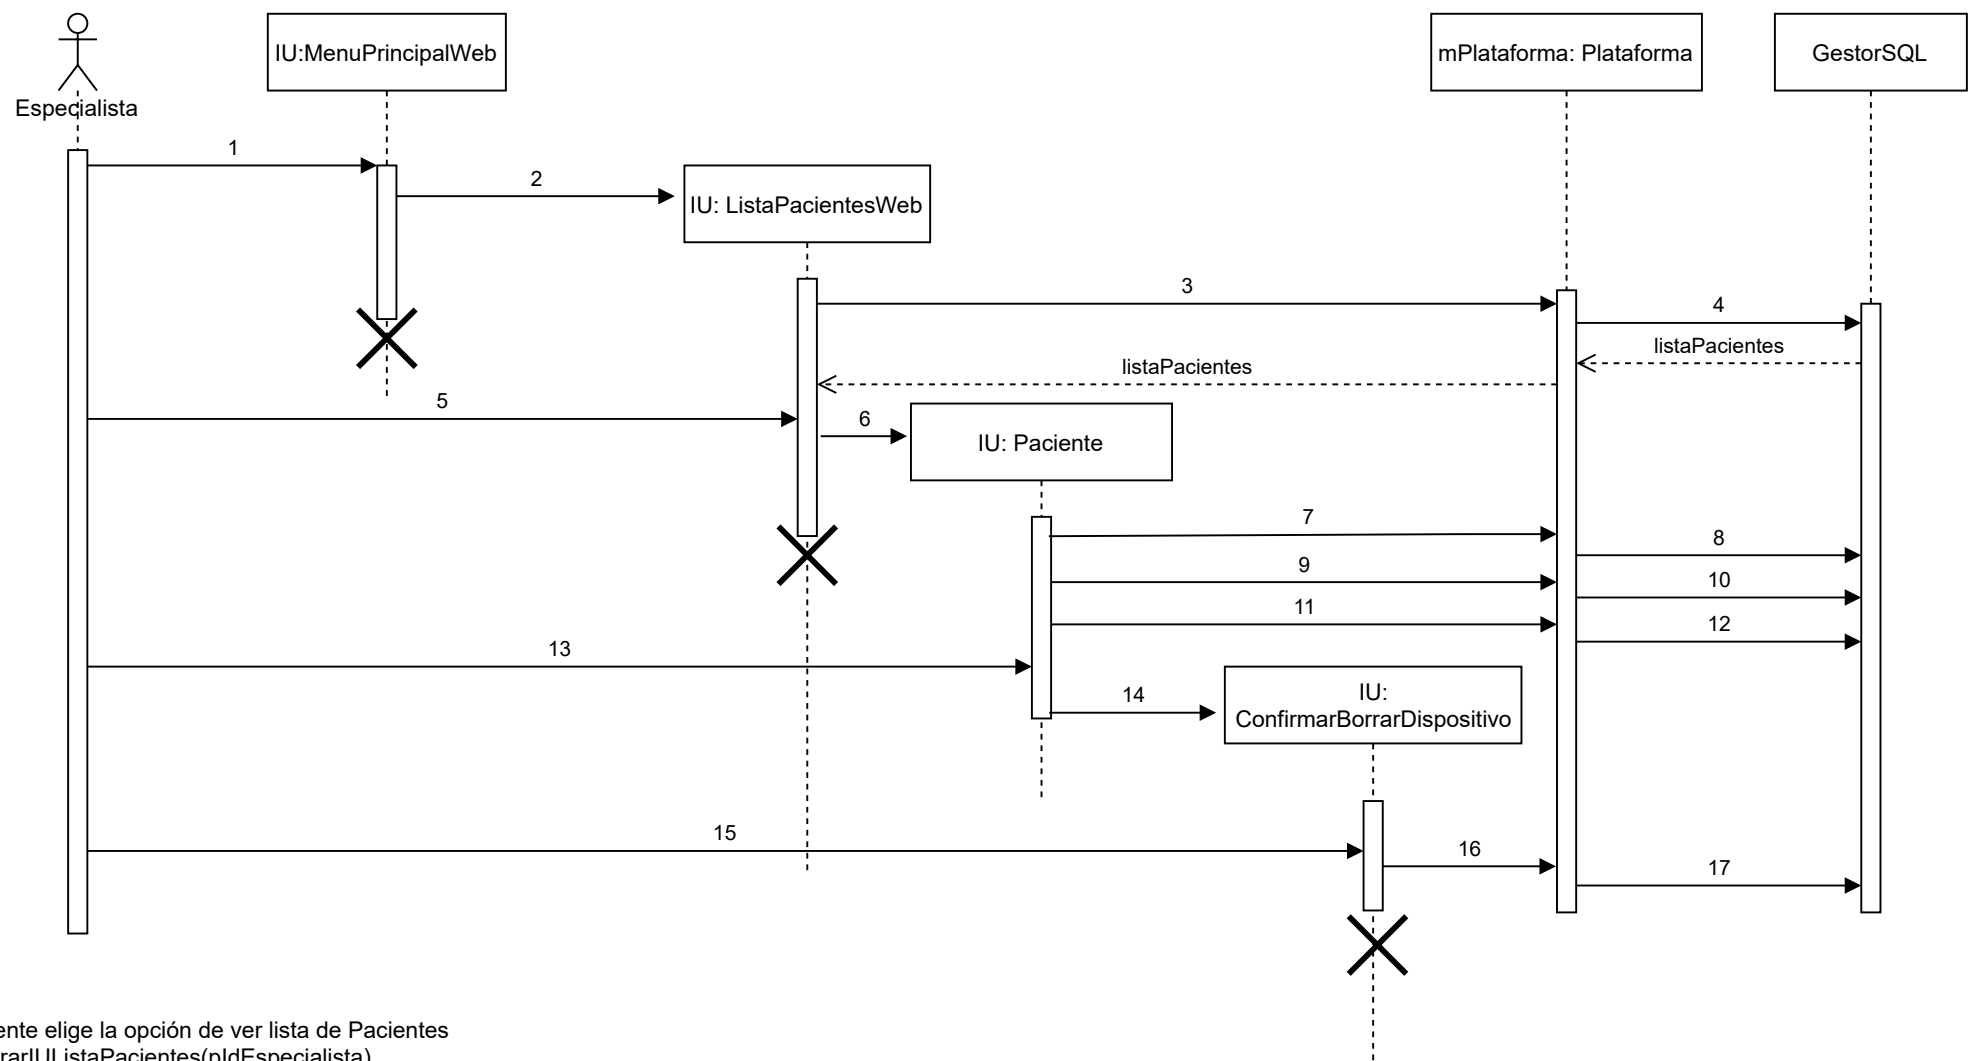 IU:MenuPrincipalWeb
mPlataforma: Plataforma
GestorSQL
Especialista
1
2
IU: ListaPacientesWeb
3
4
listaPacientes
listaPacientes
5
6
IU: Paciente
7
8
9
10
11
12
13
14
IU:
ConfirmarBorrarDispositivo
15
16
17
elige la opción de ver lista de Pacientes